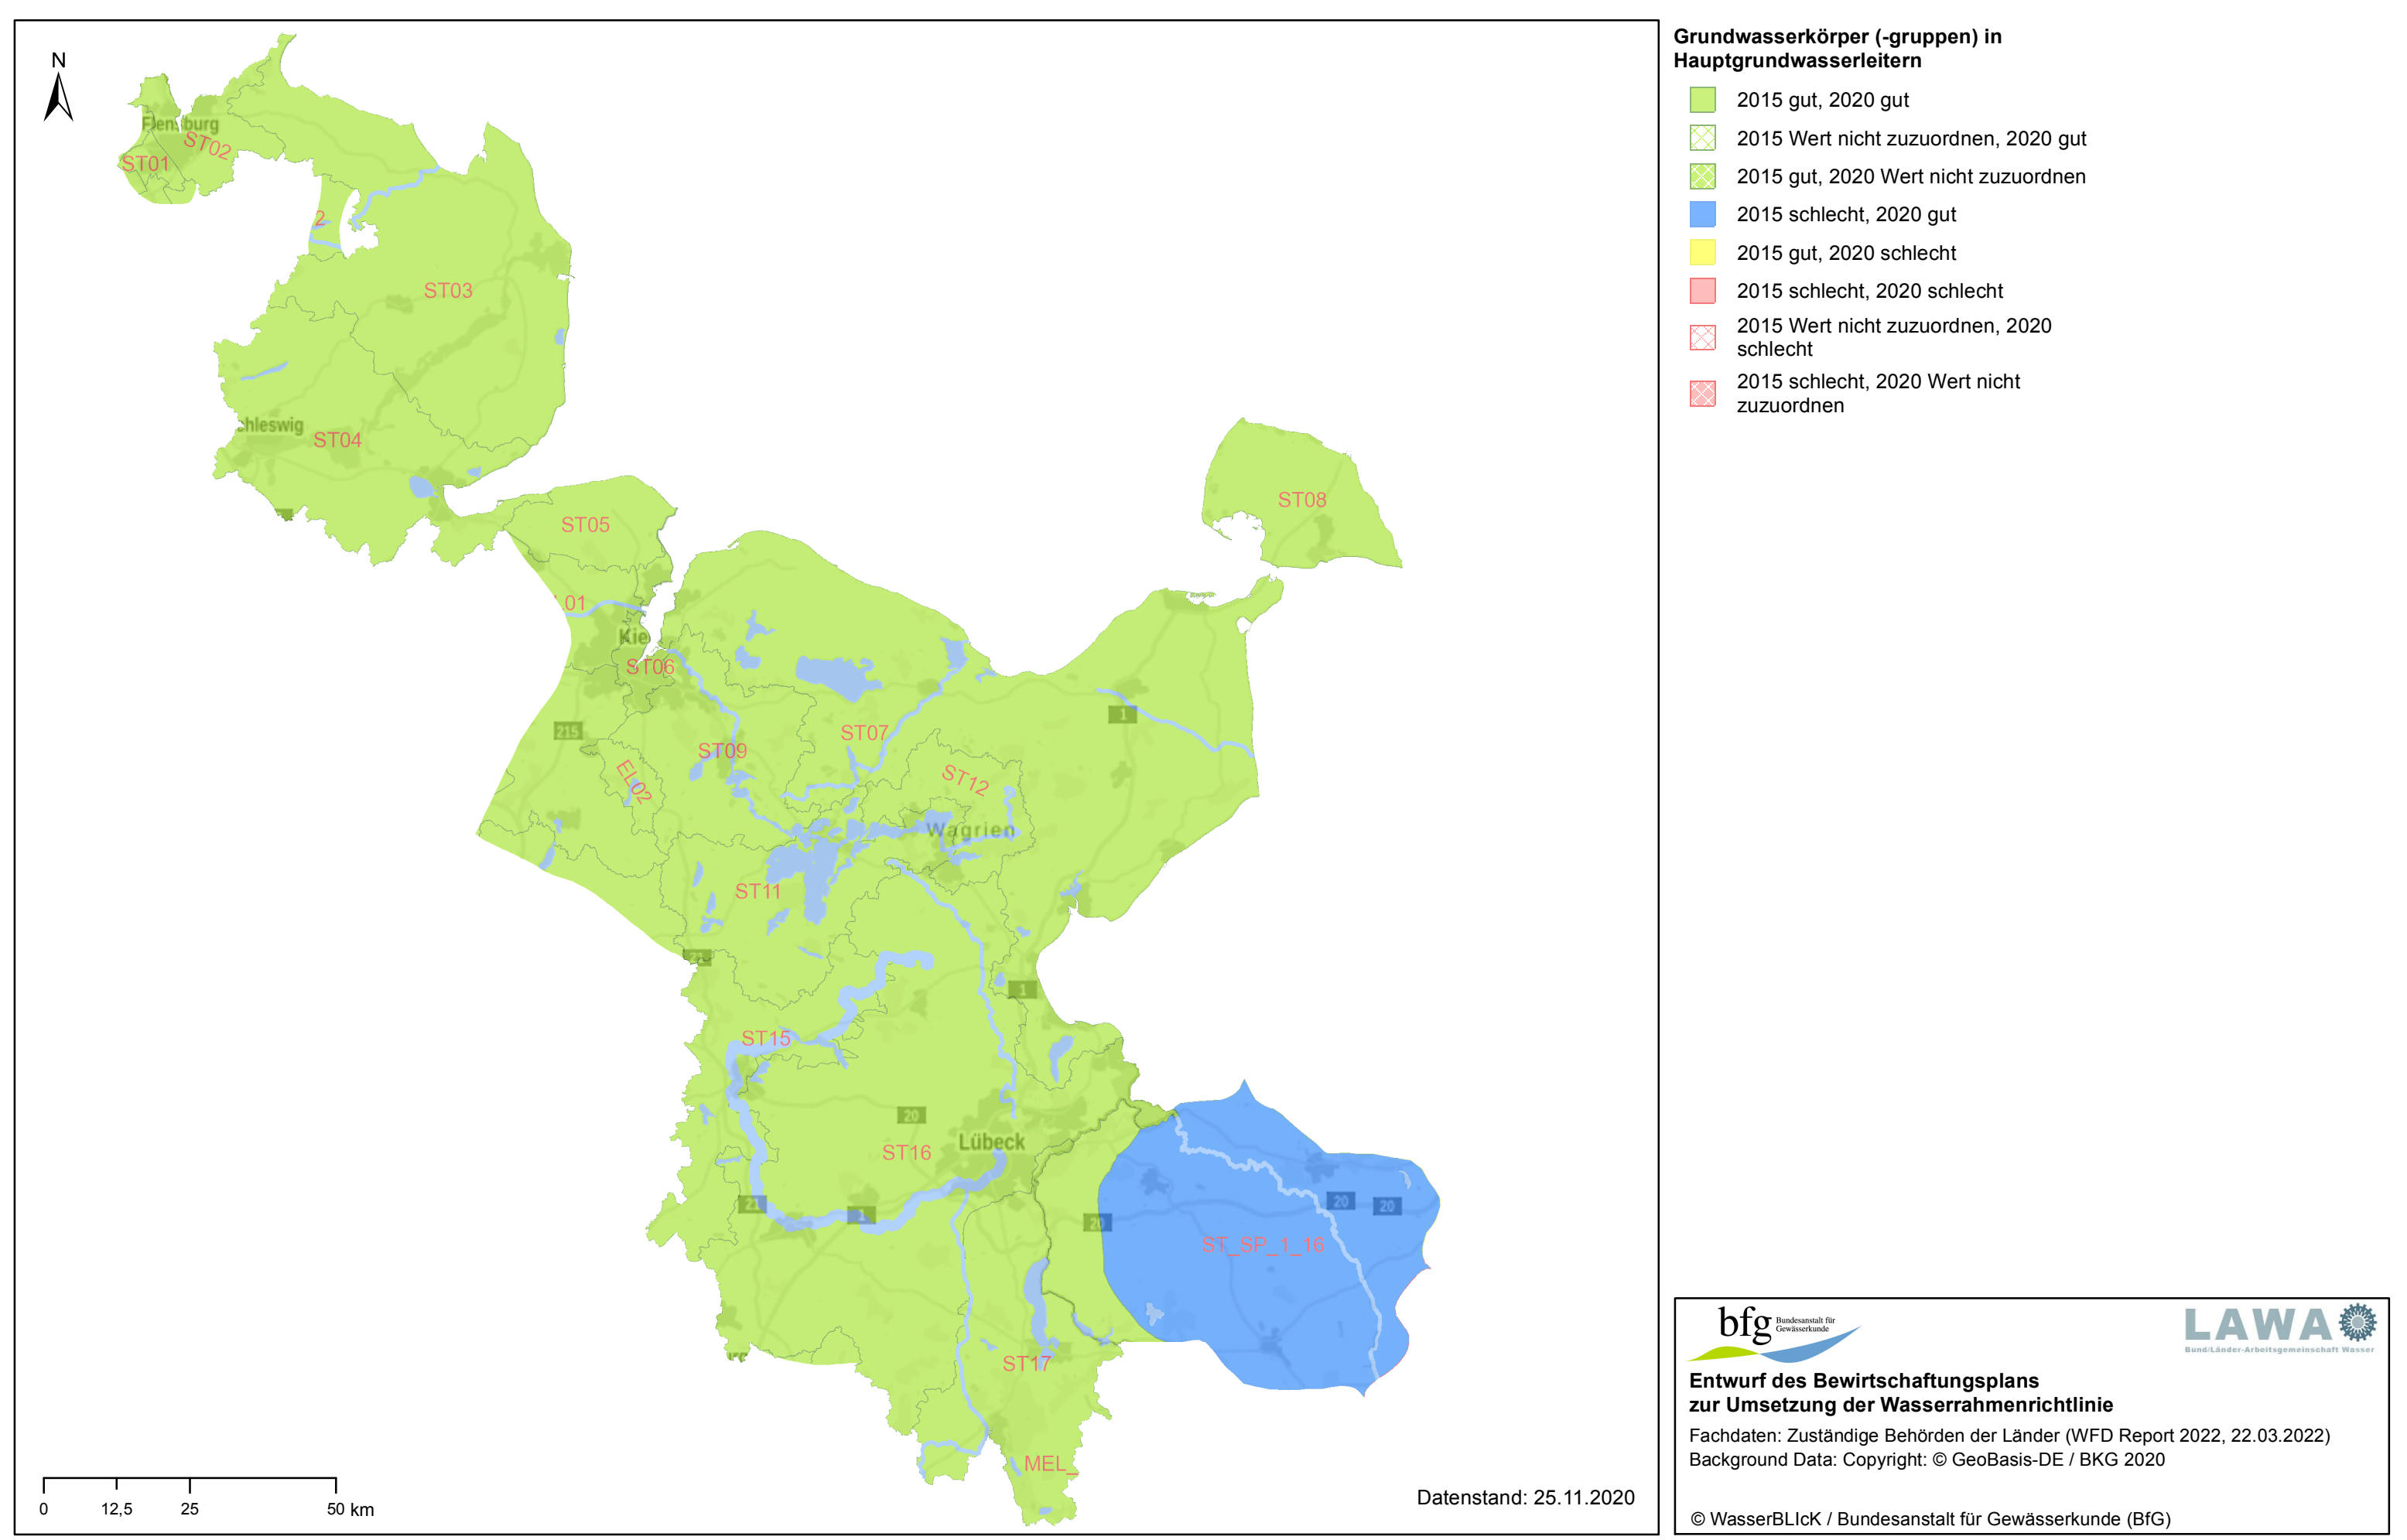 N
Flensburg
ST02
ST01
2
ST03
hleswig
ST04
ST05
ST08
01
Kie
ST06
1
215
ST07
ST09
EL02
ST12
Wagrien
ST11
1
ST15
20
Lübeck
ST16
21
1
20
20
20
ST_SP_1_16
ST17
MEL_
0 12,5 25 50 km
Datenstand: 25.11.2020
Grundwasserkörper (-gruppen) in
Hauptgrundwasserleitern
2015 gut, 2020 gut
2015 Wert nicht zuzuordnen, 2020 gut
2015 gut, 2020 Wert nicht zuzuordnen
2015 schlecht, 2020 gut
2015 gut, 2020 schlecht
2015 schlecht, 2020 schlecht
2015 Wert nicht zuzuordnen, 2020
schlecht
2015 schlecht, 2020 Wert nicht
zuzuordnen
bfg Bundesanstalt für
Gewässerkunde
LAWA
Bund/Länder-Arbeitsgemeinschaft Wasser
Entwurf des Bewirtschaftungsplans
zur Umsetzung der Wasserrahmenrichtlinie
Fachdaten: Zuständige Behörden der Länder (WFD Report 2022, 22.03.2022)
Background Data: Copyright: © GeoBasis-DE / BKG 2020
© WasserBLIcK / Bundesanstalt für Gewässerkunde (BfG)